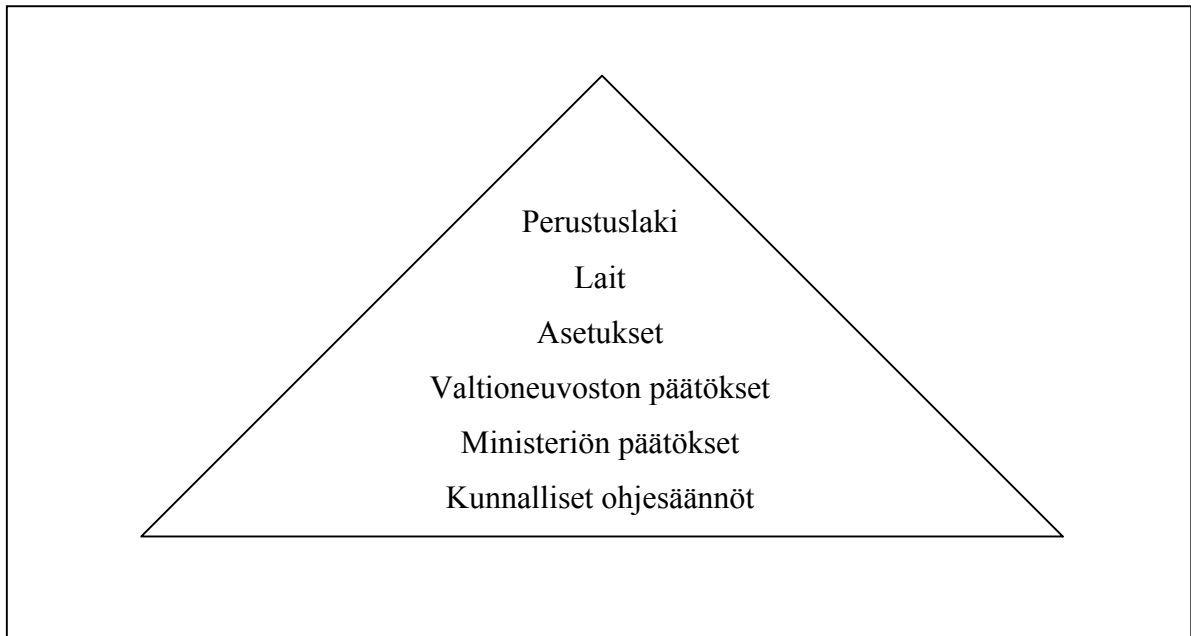 Perustuslaki
Lait
Asetukset
Valtioneuvoston päätökset
Ministeriön päätökset
Kunnalliset ohjesäännöt